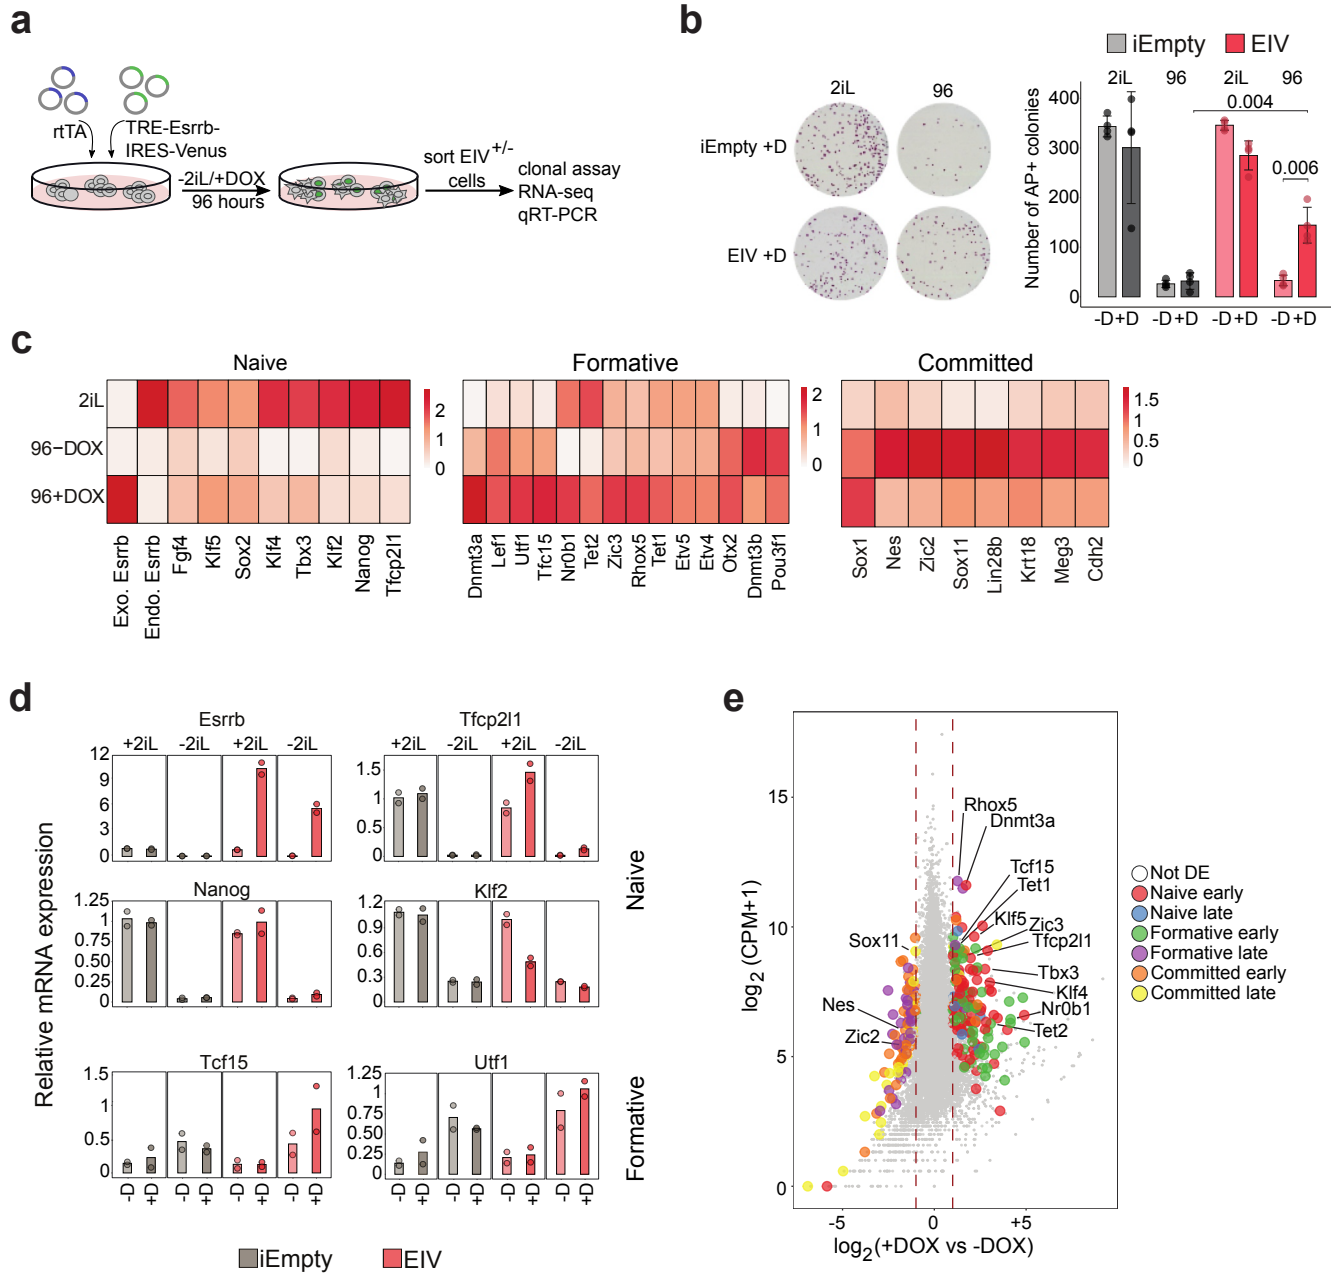 a
rtTA
TRE-Esrrb-
IRES-Venus
-2iL/+DOX
96 hours
sort EIV+/-
cells
clonal assay
RNA-seq
qRT-PCR
b
iEmpty
EIV
2iL
96
iEmpty +D
EIV +D
2iL
96
2iL
96
Number of AP+ colonies
400
300
200
100
0
0.004
0.006
-D+D
-D+D
-D+D
-D+D
c
Naive
Formative
Committed
2iL
96−DOX
96+DOX
2
1
0
2
1
0
1.5
1
0.5
0
Exo. Esrrb
Endo. Esrrb
Fgf4
Klf5
Sox2
Klf4
Tbx3
Klf2
Nanog
Tfcp2l1
Dnmt3a
Lef1
Utf1
Tfc15
Nr0b1
Tet2
Zic3
Rhox5
Tet1
Etv5
Etv4
Otx2
Dnmt3b
Pou3f1
Sox1
Nes
Zic2
Sox11
Lin28b
Krt18
Meg3
Cdh2
d
Relative mRNA expression
Esrrb
+2iL
-2iL
+2iL
-2iL
12
9
6
3
0
Tfcp2l1
+2iL
-2iL
+2iL
-2iL
1.5
1
0.5
0
Nanog
1.25
1
0.75
0.5
0.25
0
Klf2
1.2
0.9
0.6
0.3
0
Naive
Tcf15
1.5
1
0.5
0
Utf1
1.25
1
0.75
0.5
0.25
0
Formative
-D
+D
-D
+D
-D
+D
-D
+D
-D
+D
-D
+D
-D
+D
-D
+D
iEmpty
EIV
e
log2 (CPM+1)
15
10
5
0
-5
0
+5
log2(+DOX vs -DOX)
Rhox5
Dnmt3a
Tcf15
Tet1
Klf5
Zic3
Tfcp2l1
Tbx3
Klf4
Nr0b1
Tet2
Sox11
Nes
Zic2
Not DE
Naive early
Naive late
Formative early
Formative late
Committed early
Committed late